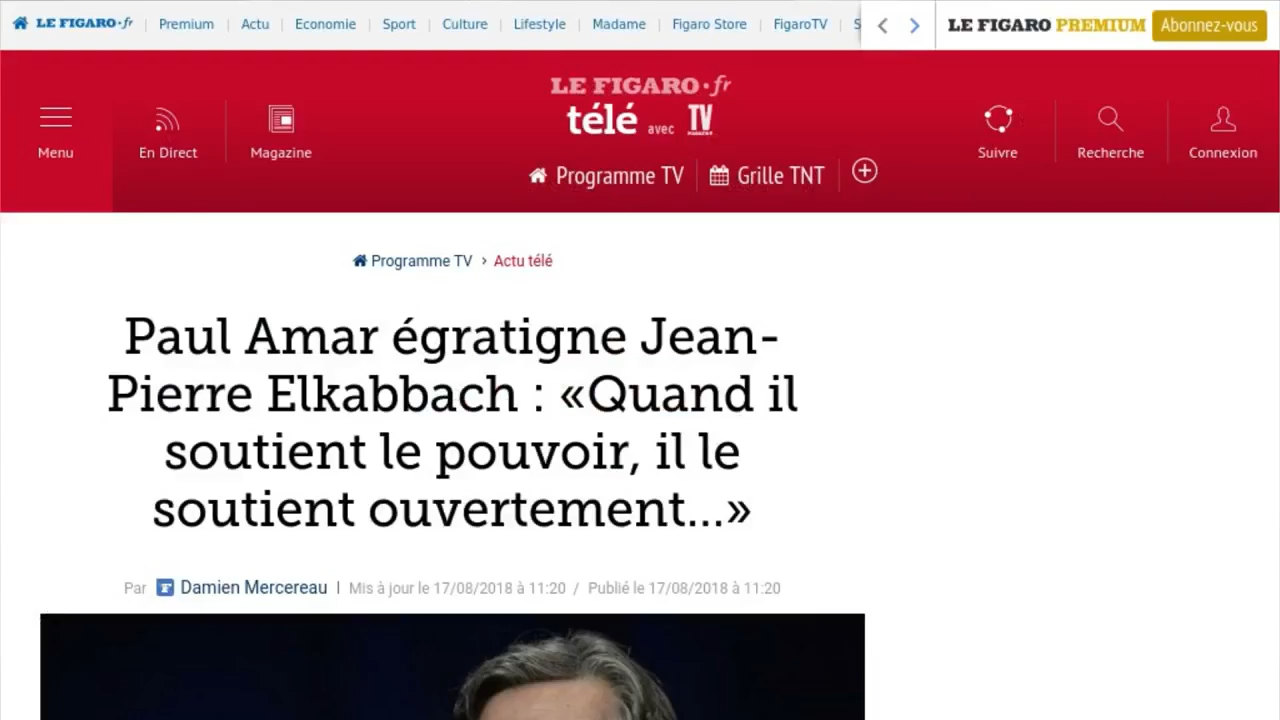 LE FIGARO·fr Premium Actu Economie Sport Culture Lifestyle Madame Figaro Store FigaroTV S
LE FIGARO PREMIUM Abonnez-vous
LE FIGARO·fr
télé avec TV
Menu En Direct Magazine
Suivre Recherche Connexion
Programme TV Grille TNT
Programme TV › Actu télé
Paul Amar égratigne Jean-
Pierre Elkabbach : «Quand il
soutient le pouvoir, il le
soutient ouvertement...»
Par Damien Mercereau | Mis à jour le 17/08/2018 à 11:20 / Publié le 17/08/2018 à 11:20